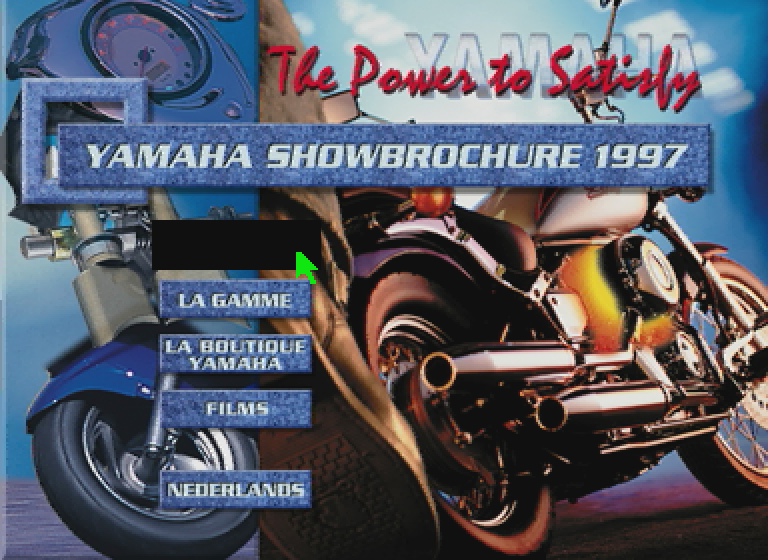 YAMAHA
The Power to Satisfy
YAMAHA SHOWBROCHURE 1997
LA GAMME
LA BOUTIQUE
YAMAHA
FILMS
NEDERLANDS